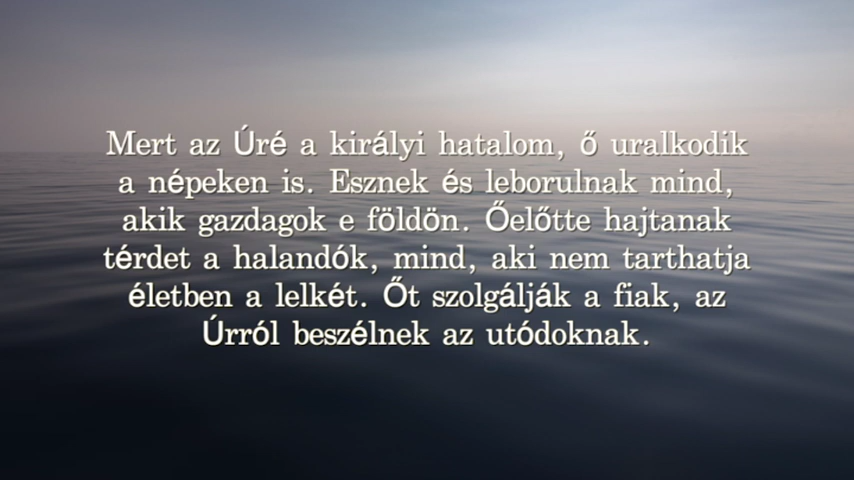 Mert az Úré a királyi hatalom, ő uralkodik
a népeken is. Esznek és leborulnak mind,
akik gazdagok e földön. Őelőtte hajtanak
térdet a halandók, mind, aki nem tarthatja
életben a lelkét. Őt szolgálják a fiak, az
Úrról beszélnek az utódoknak.